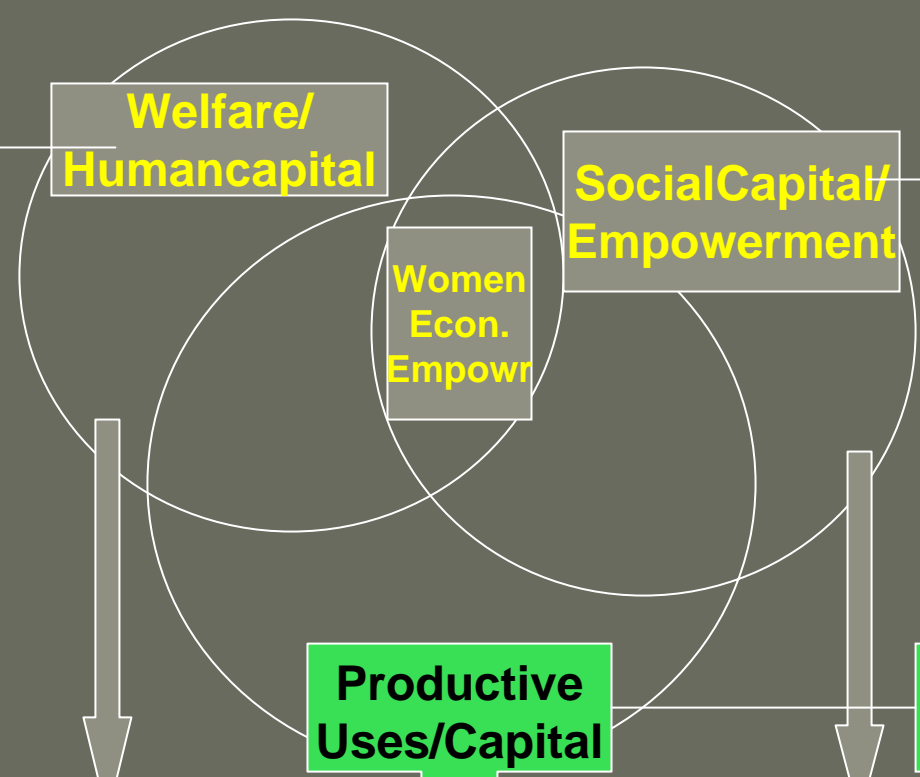 Welfare/
Humancapital
SocialCapital/
Empowerment
Women
Econ.
Empowr
Productive
Uses/Capital